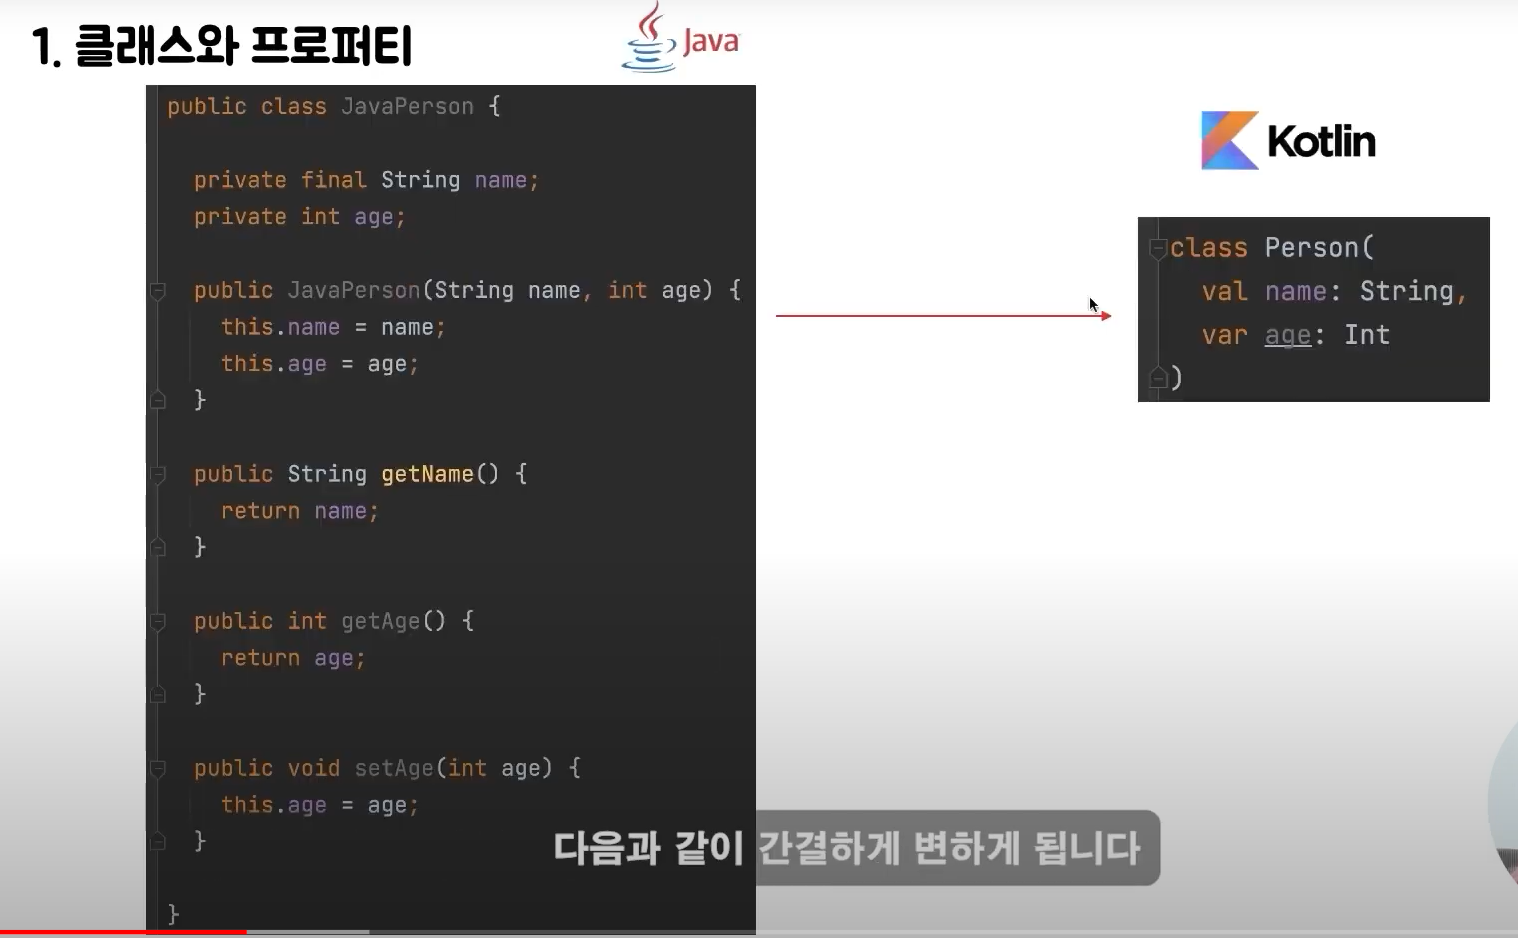 1. 클래스와 프로퍼티
Java
public class JavaPerson {
private final String name;
private int age;
public JavaPerson(String name, int age) {
this.name = name;
this.age = age;
}
public String getName() {
return name;
}
public int getAge() {
return age;
}
public void setAge(int age) {
this.age = age;
}
}
Kotlin
class Person(
val name: String,
var age: Int
)
다음과 같이 간결하게 변하게 됩니다